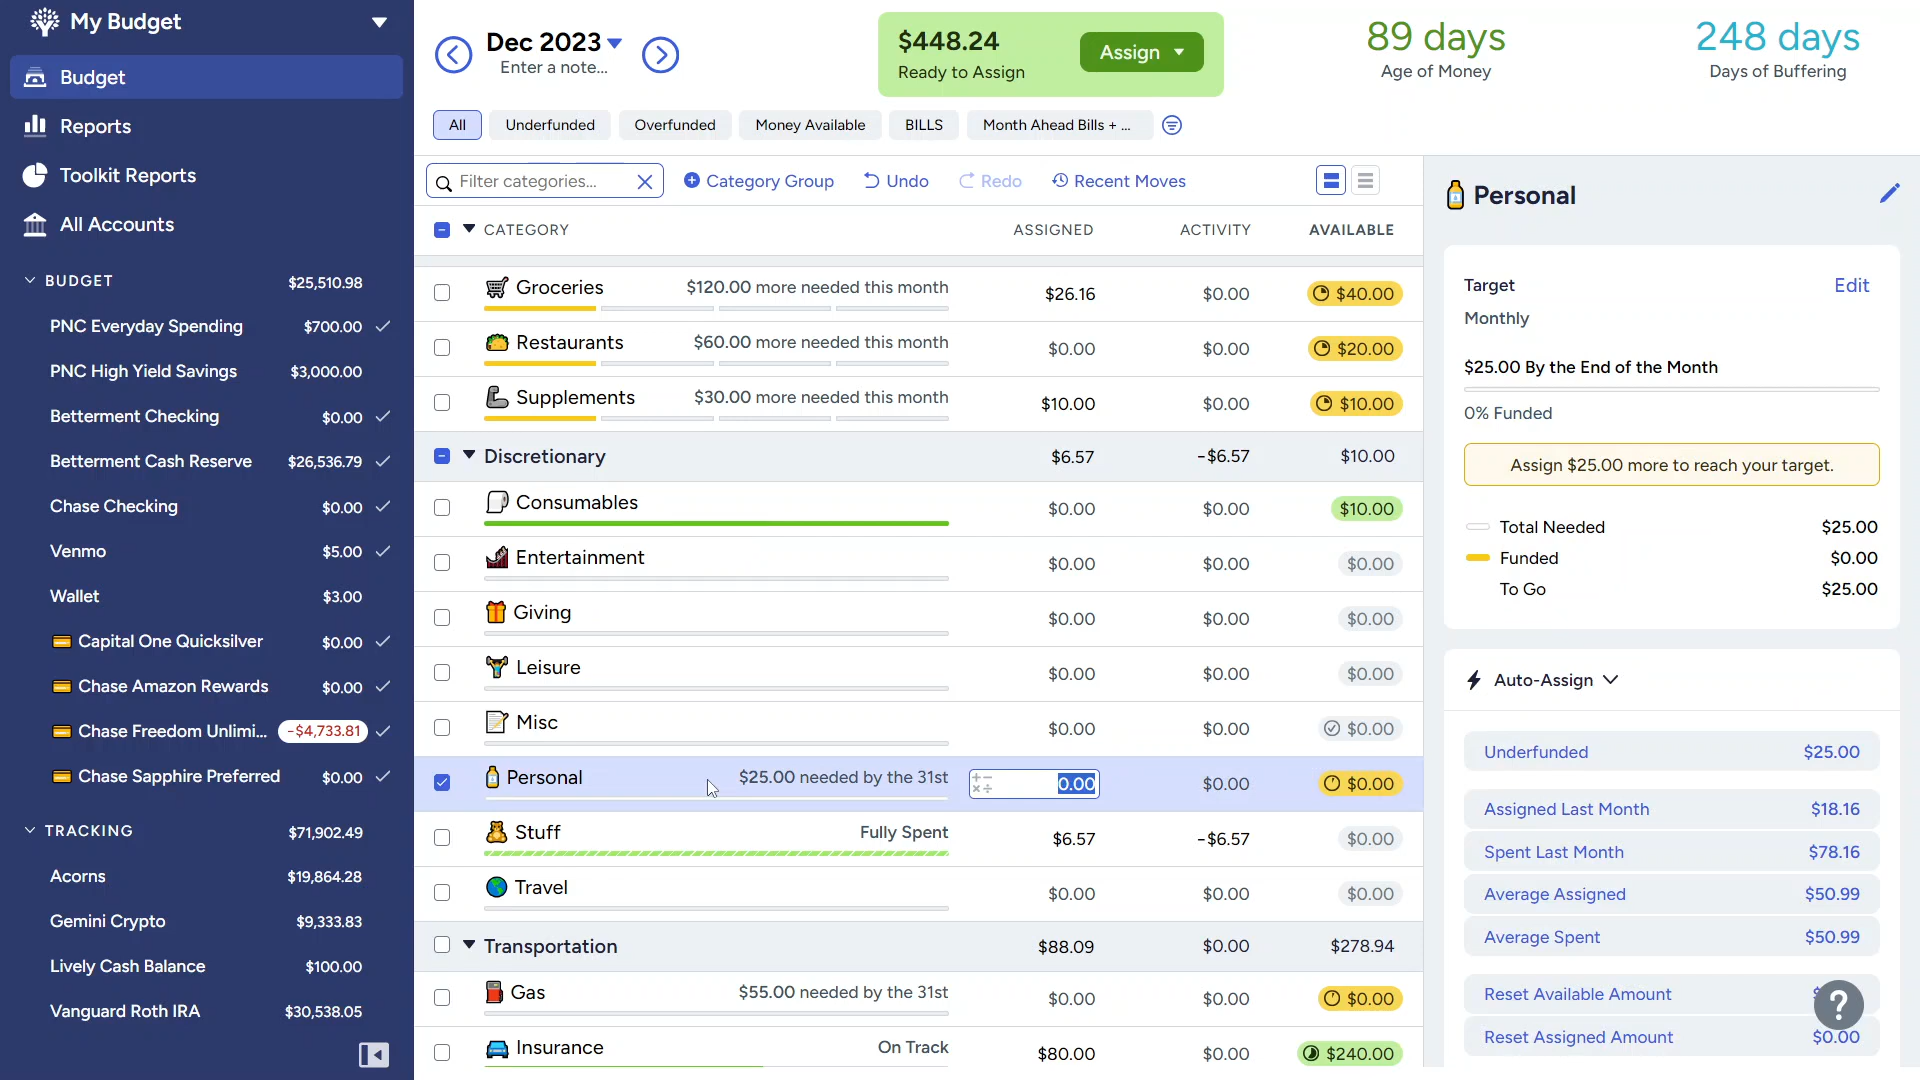 My Budget
Budget
Reports
Toolkit Reports
All Accounts
BUDGET $25,510.98
PNC Everyday Spending $700.00
PNC High Yield Savings $3,000.00
Betterment Checking $0.00
Betterment Cash Reserve $26,536.79
Chase Checking $0.00
Venmo $5.00
Wallet $3.00
Capital One Quicksilver $0.00
Chase Amazon Rewards $0.00
Chase Freedom Unlimi... -$4,733.81
Chase Sapphire Preferred $0.00
TRACKING $71,902.49
Acorns $19,864.28
Gemini Crypto $9,333.83
Lively Cash Balance $100.00
Vanguard Roth IRA $30,538.05
Dec 2023
Enter a note...
$448.24
Ready to Assign
Assign
89 days
Age of Money
248 days
Days of Buffering
All Underfunded Overfunded Money Available BILLS Month Ahead Bills + ...
Filter categories... Category Group Undo Redo Recent Moves
CATEGORY ASSIGNED ACTIVITY AVAILABLE
Groceries $120.00 more needed this month $26.16 $0.00 $40.00
Restaurants $60.00 more needed this month $0.00 $0.00 $20.00
Supplements $30.00 more needed this month $10.00 $0.00 $10.00
Discretionary $6.57 -$6.57 $10.00
Consumables $0.00 $0.00 $10.00
Entertainment $0.00 $0.00 $0.00
Giving $0.00 $0.00 $0.00
Leisure $0.00 $0.00 $0.00
Misc $0.00 $0.00 $0.00
Personal $25.00 needed by the 31st 0.00 $0.00 $0.00
Stuff Fully Spent $6.57 -$6.57 $0.00
Travel $0.00 $0.00 $0.00
Transportation $88.09 $0.00 $278.94
Gas $55.00 needed by the 31st $0.00 $0.00 $0.00
Insurance On Track $80.00 $0.00 $240.00
Personal
Target Edit
Monthly
$25.00 By the End of the Month
0% Funded
Assign $25.00 more to reach your target.
Total Needed $25.00
Funded $0.00
To Go $25.00
Auto-Assign
Underfunded $25.00
Assigned Last Month $18.16
Spent Last Month $78.16
Average Assigned $50.99
Average Spent $50.99
Reset Available Amount
?
Reset Assigned Amount $0.00